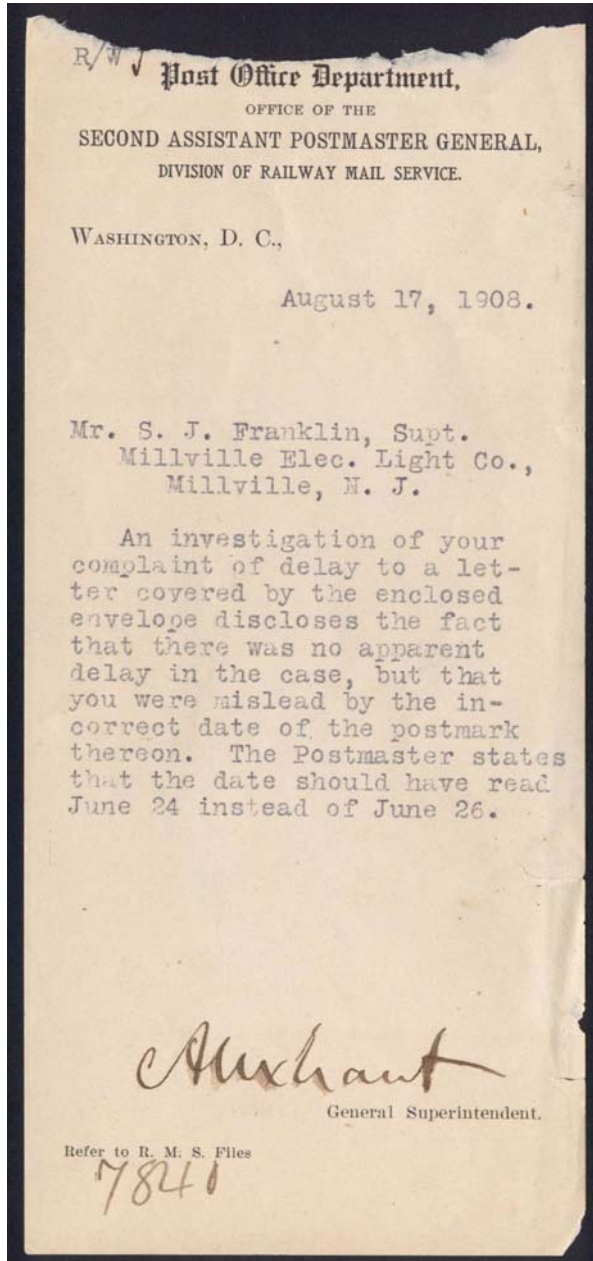 R/WJ
Post Office Department,
OFFICE OF THE
SECOND ASSISTANT POSTMASTER GENERAL,
DIVISION OF RAILWAY MAIL SERVICE.
WASHINGTON, D. C.,
August 17, 1908.
Mr. S. J. Franklin, Supt.
Millville Elec. Light Co.,
Millville, N. J.
An investigation of your
complaint of delay to a let-
ter covered by the enclosed
envelope discloses the fact
that there was no apparent
delay in the case, but that
you were mislead by the in-
correct date of the postmark
thereon. The Postmaster states
that the date should have read
June 24 instead of June 26.
General Superintendent.
Refer to R. M. S. Files
7841